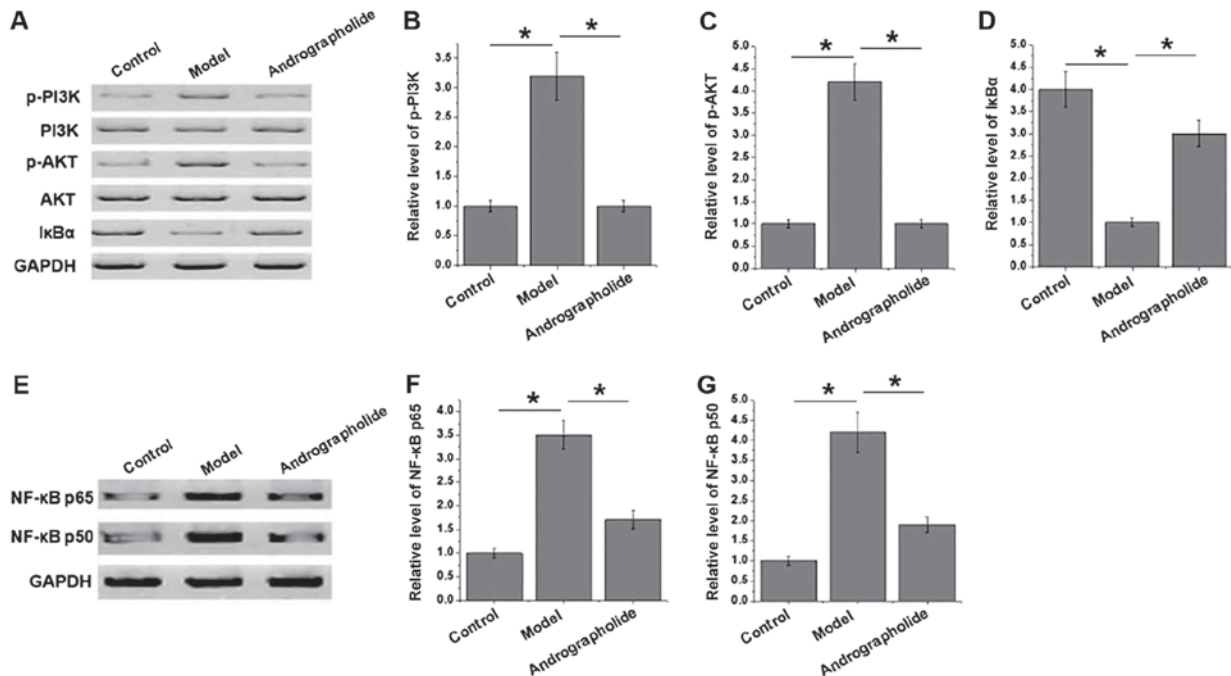 A
Control
Model
Andrographolide
p-PI3K
PI3K
p-AKT
AKT
IκBα
GAPDH
B
Relative level of p-PI3K
4.0
3.5
3.0
2.5
2.0
1.5
1.0
0.5
0.0
*
*
Control
Model
Andrographolide
C
Relative level of p-AKT
5.0
4.5
4.0
3.5
3.0
2.5
2.0
1.5
1.0
0.5
0.0
*
*
Control
Model
Andrographolide
D
Relative level of IκBα
5.0
4.5
4.0
3.5
3.0
2.5
2.0
1.5
1.0
0.5
0.0
*
*
Control
Model
Andrographolide
E
Control
Model
Andrographolide
NF-κB p65
NF-κB p50
GAPDH
F
Relative level of NF-κB p65
4.0
3.5
3.0
2.5
2.0
1.5
1.0
0.5
0.0
*
*
Control
Model
Andrographolide
G
Relative level of NF-κB p50
5.0
4.5
4.0
3.5
3.0
2.5
2.0
1.5
1.0
0.5
0.0
*
*
Control
Model
Andrographolide